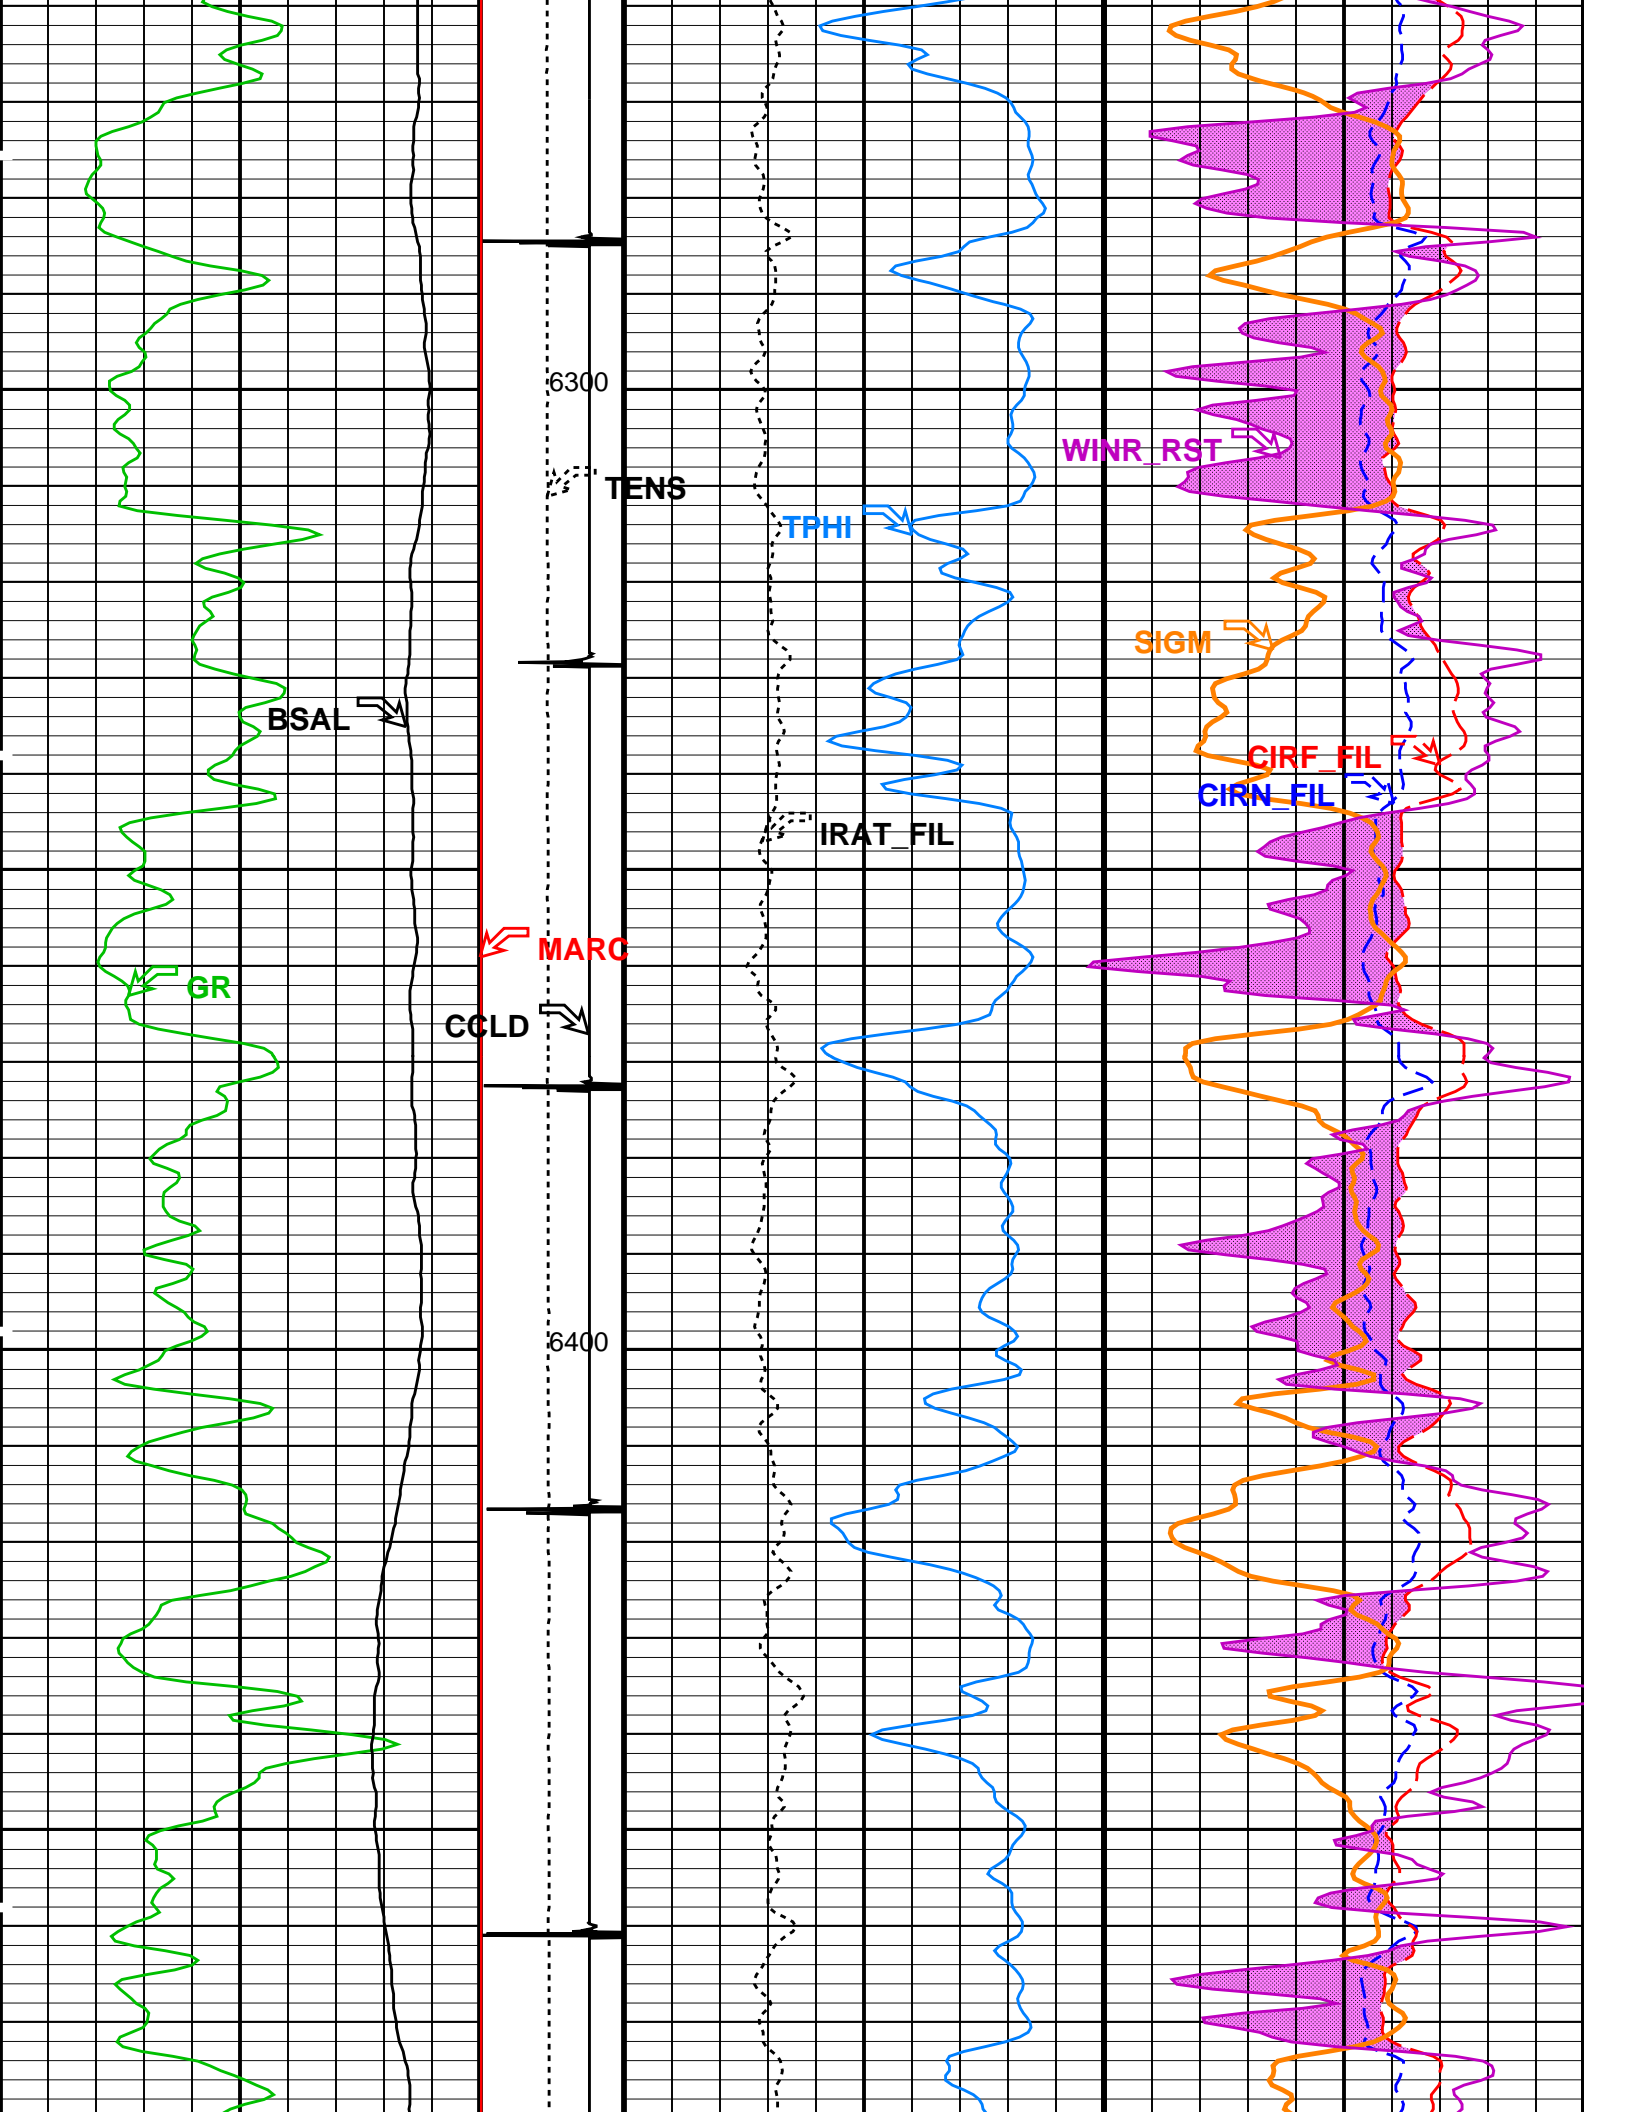 6300
WINR_RST
TENS
TPHI
SIGM
BSAL
CIRF_FIL
CIRN_FIL
IRAT_FIL
MARC
GR
CCLD
6400